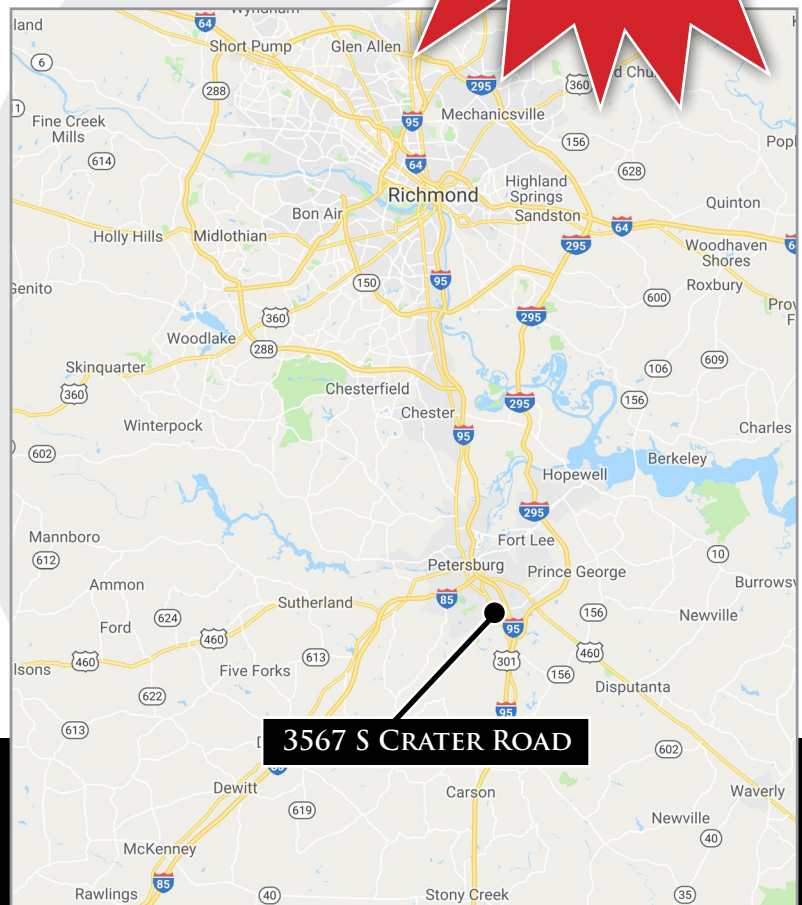 64
Short Pump
Glen Allen
6
288
295
360
95
Mechanicsville
Fine Creek
Mills
156
614
64
628
Highland
Springs
Richmond
Quinton
Bon Air
Sandston
64
Holly Hills
Midlothian
295
Woodhaven
Shores
95
Roxbury
150
600
360
295
Woodlake
288
609
Skinquarter
106
Chesterfield
360
295
156
Chester
Winterpock
95
Charles
602
Berkeley
Hopewell
295
Mannboro
Fort Lee
612
10
Petersburg
Prince George
Ammon
85
Sutherland
156
624
Newville
Ford
95
460
460
301
613
460
Five Forks
156
Disputanta
622
95
613
3567 S Crater Road
602
Dewitt
Carson
Waverly
619
Newville
40
McKenney
85
Rawlings
40
Stony Creek
35